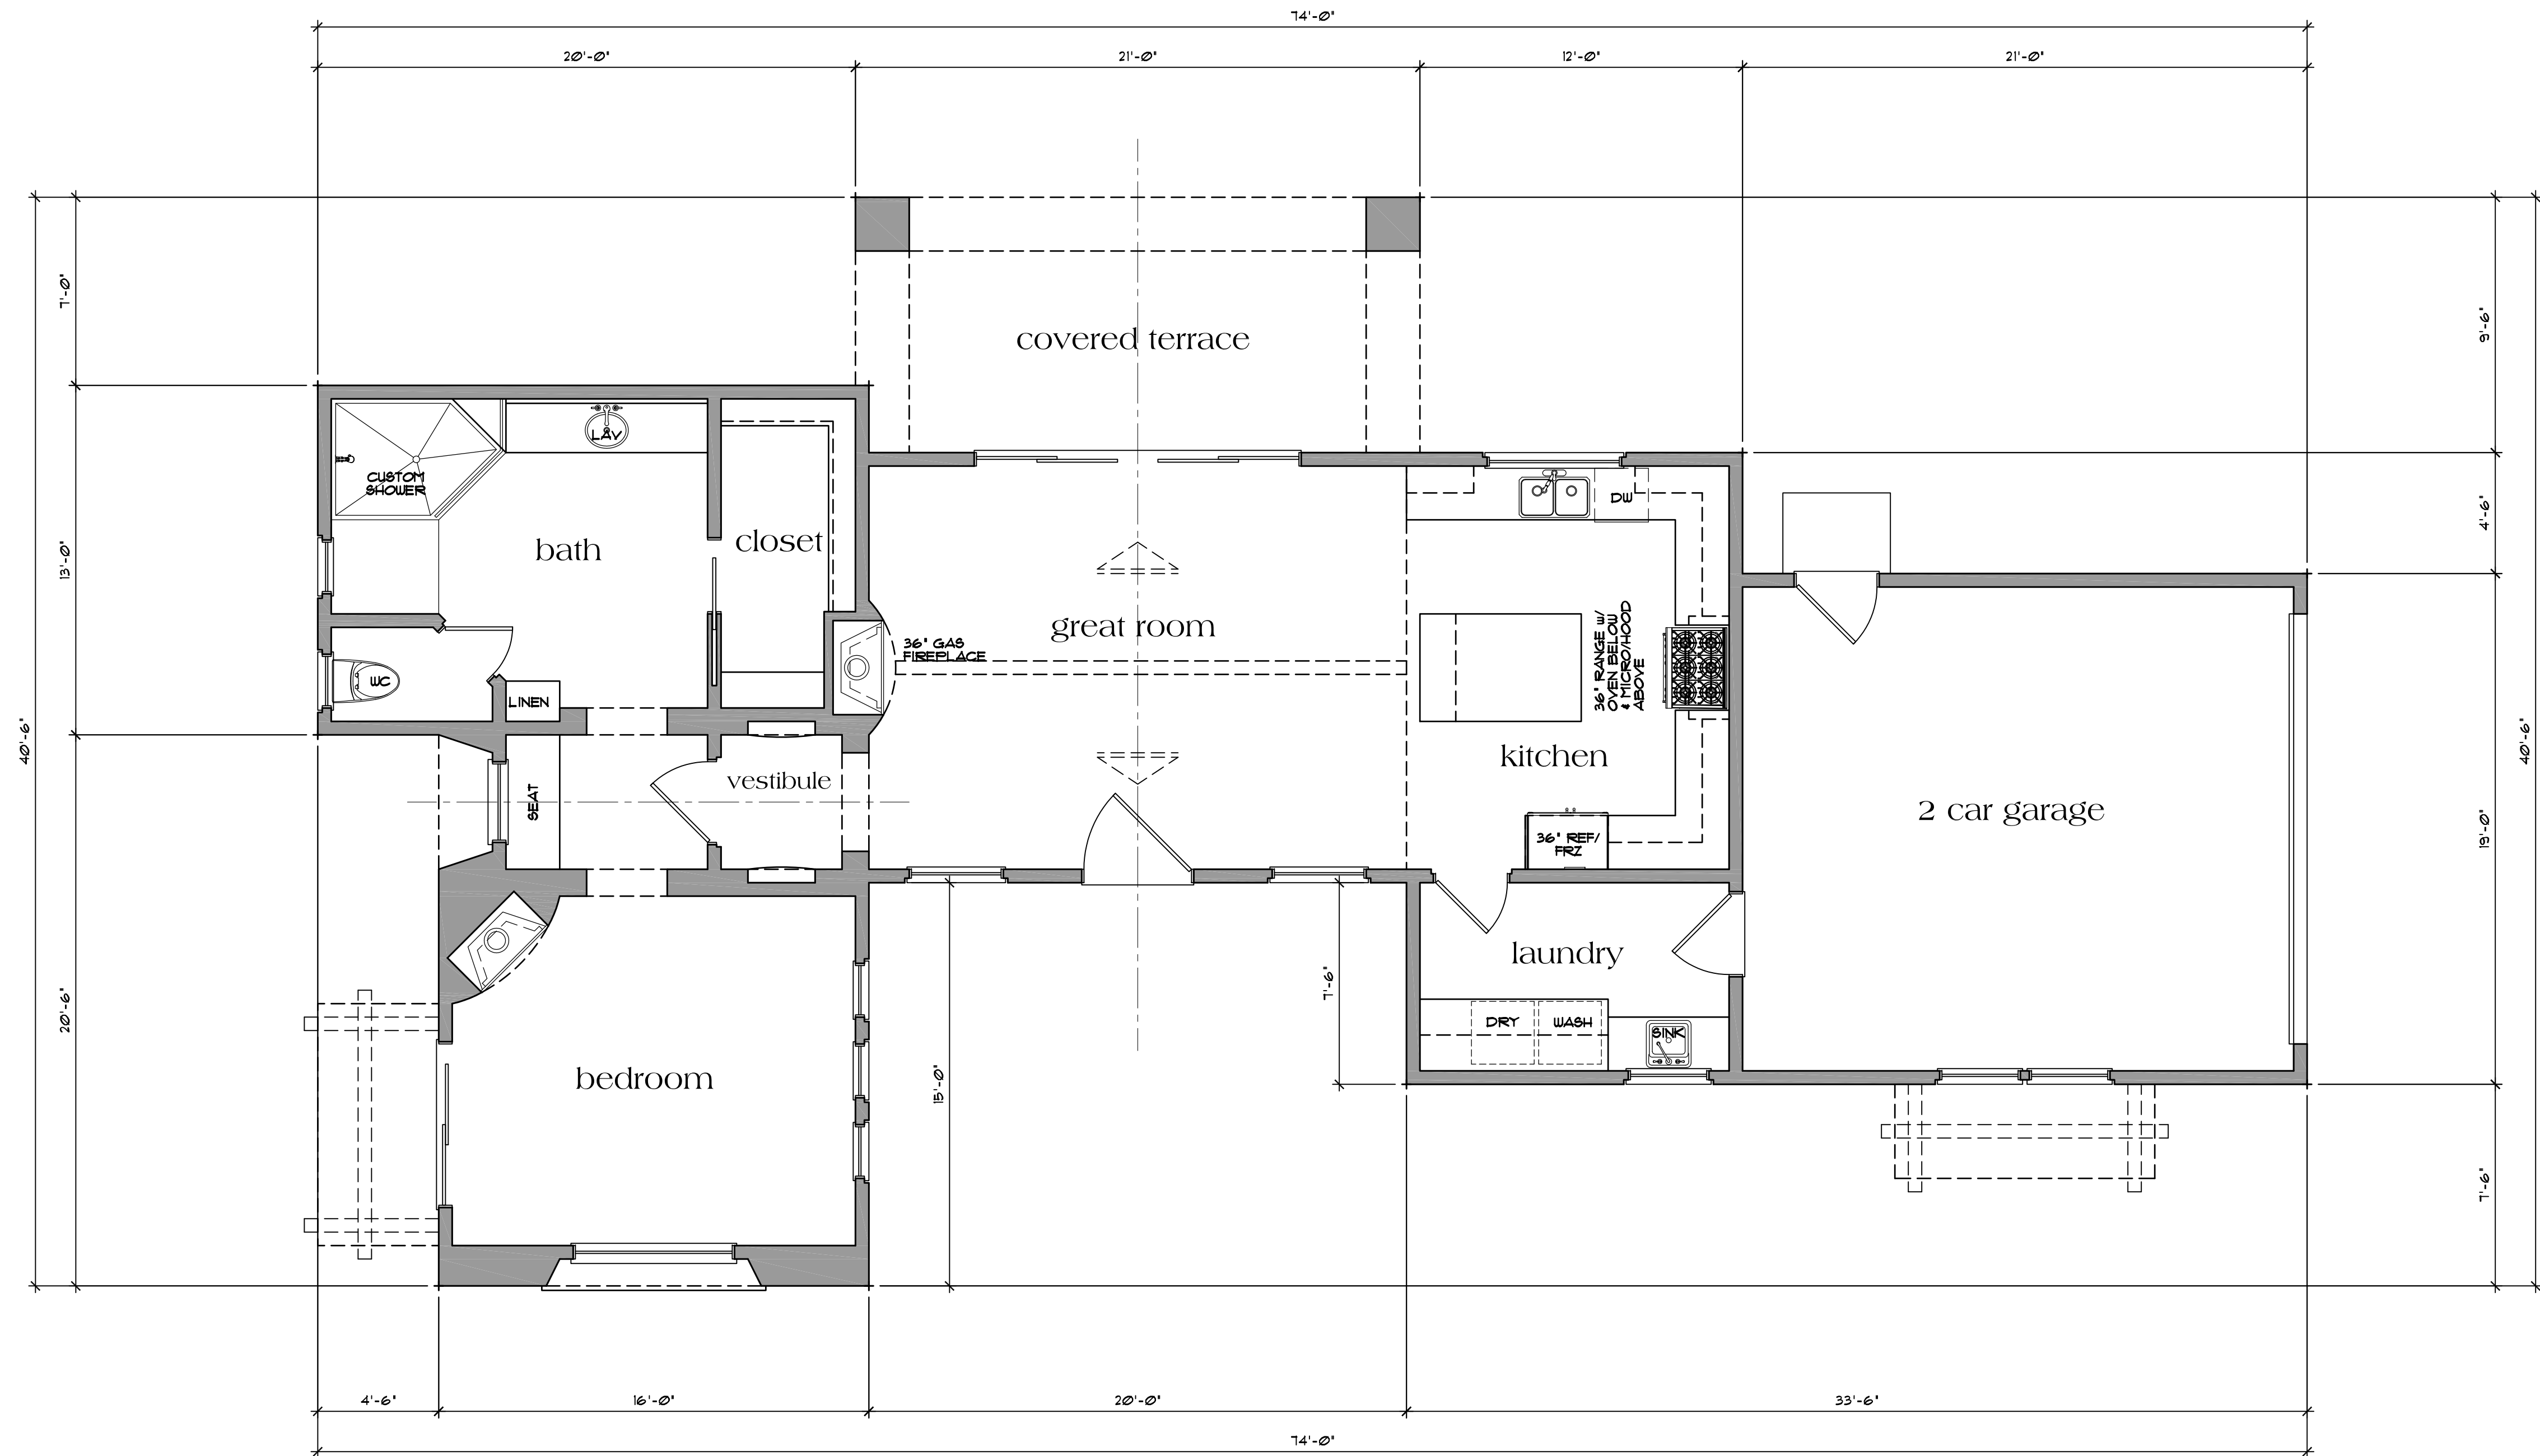 74'-0"
20'-0"
21'-0"
12'-0"
21'-0"
7'-0"
9'-6"
covered terrace
LAV
CUSTOM
SHOWER
DW
4'-6"
bath
closet
13'-0"
great room
36" GAS
FIREPLACE
36" RANGE w/
OVEN BELOW
& MICRO/HOOD
ABOVE
WC
LINEN
40'-6"
40'-6"
kitchen
vestibule
SEAT
2 car garage
36" REF/
FRZ
19'-0"
laundry
7'-6"
20'-6"
DRY
WASH
SINK
bedroom
15'-0"
7'-6"
4'-6"
16'-0"
20'-0"
33'-6"
74'-0"